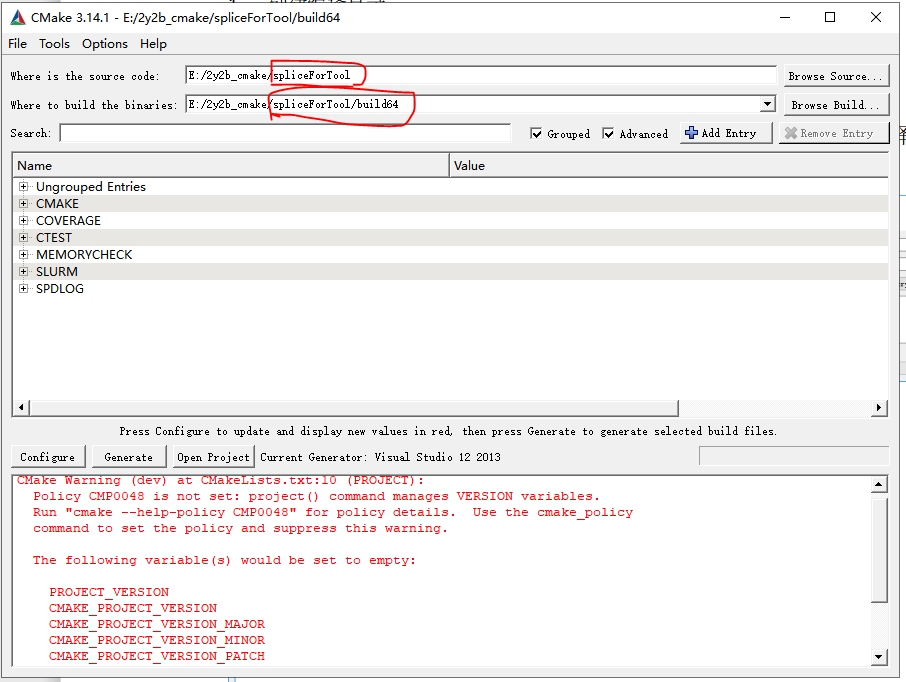 CMake 3.14.1 - E:/2y2b_cmake/spliceForTool/build64
File Tools Options Help
Where is the source code: E:/2y2b_cmake/spliceForTool Browse Source...
Where to build the binaries: E:/2y2b_cmake/spliceForTool/build64 Browse Build...
Search: Grouped Advanced Add Entry Remove Entry
Name Value
Ungrouped Entries
CMAKE
COVERAGE
CTEST
MEMORYCHECK
SLURM
SPDLOG
Press Configure to update and display new values in red, then press Generate to generate selected build files.
Configure Generate Open Project Current Generator: Visual Studio 12 2013
CMake Warning (dev) at CMakeLists.txt:10 (PROJECT):
Policy CMP0048 is not set: project() command manages VERSION variables.
Run "cmake --help-policy CMP0048" for policy details.  Use the cmake_policy
command to set the policy and suppress this warning.
The following variable(s) would be set to empty:
PROJECT_VERSION
CMAKE_PROJECT_VERSION
CMAKE_PROJECT_VERSION_MAJOR
CMAKE_PROJECT_VERSION_MINOR
CMAKE_PROJECT_VERSION_PATCH